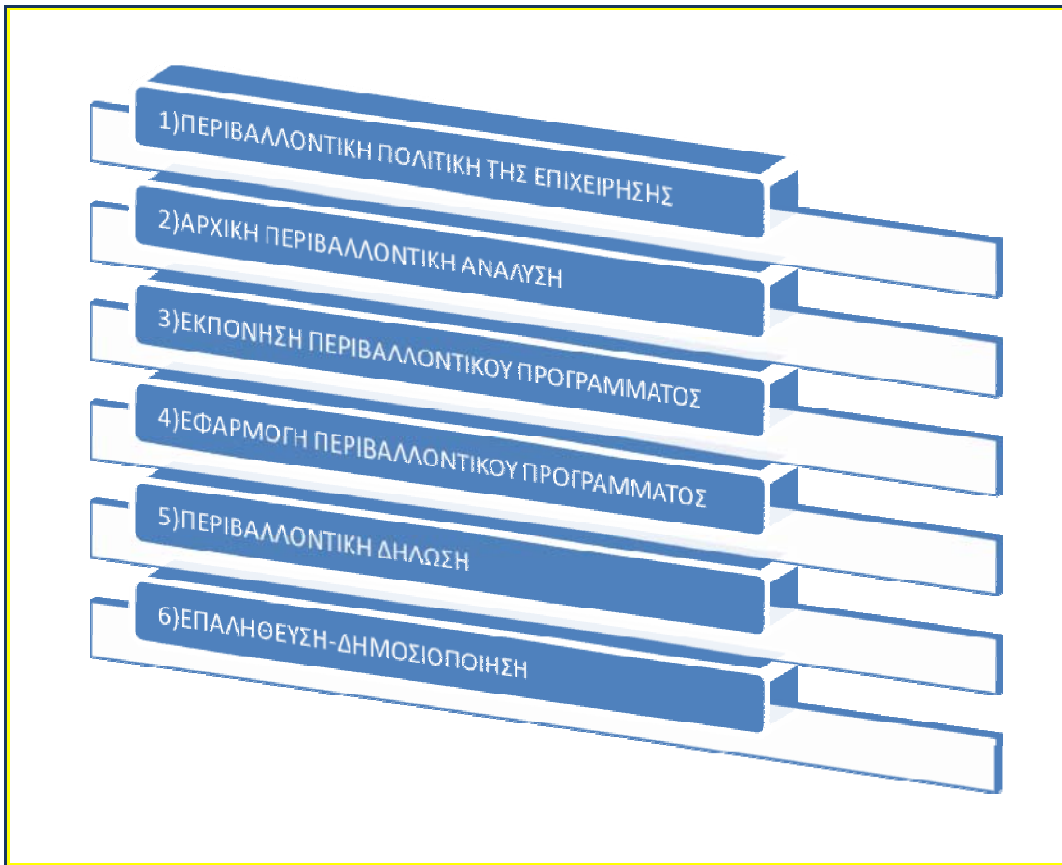 1)ΠΕΡΙΒΑΛΛΟΝΤΙΚΗ ΠΟΛΙΤΙΚΗ ΤΗΣ ΕΠΙΧΕΙΡΗΣΗΣ
2)ΑΡΧΙΚΗ ΠΕΡΙΒΑΛΛΟΝΤΙΚΗ ΑΝΑΛΥΣΗ
3)ΕΚΠΟΝΗΣΗ ΠΕΡΙΒΑΛΛΟΝΤΙΚΟΥ ΠΡΟΓΡΑΜΜΑΤΟΣ
4)ΕΦΑΡΜΟΓΗ ΠΕΡΙΒΑΛΛΟΝΤΙΚΟΥ ΠΡΟΓΡΑΜΜΑΤΟΣ
5)ΠΕΡΙΒΑΛΛΟΝΤΙΚΗ ΔΗΛΩΣΗ
6)ΕΠΑΛΗΘΕΥΣΗ-ΔΗΜΟΣΙΟΠΟΙΗΣΗ